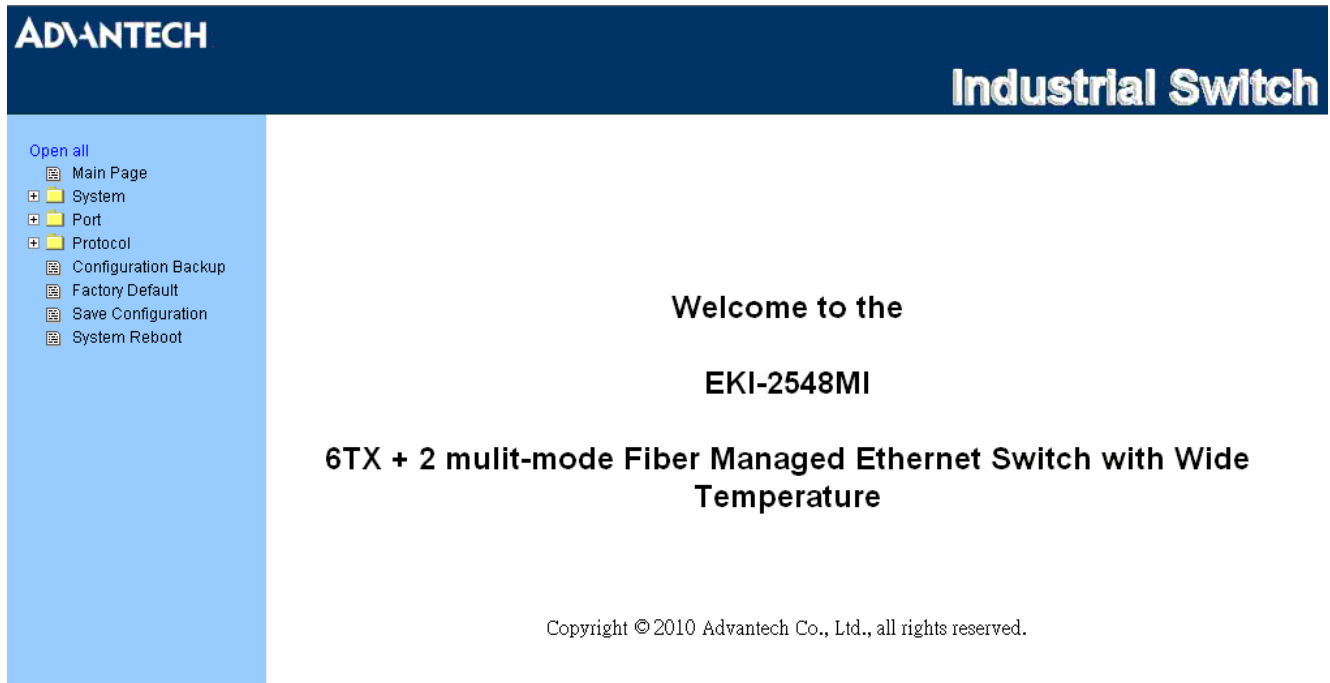 ADVANTECH
Industrial Switch
Open all
Main Page
System
Port
Protocol
Configuration Backup
Factory Default
Save Configuration
System Reboot
Welcome to the
EKI-2548MI
6TX + 2 mulit-mode Fiber Managed Ethernet Switch with Wide
Temperature
Copyright © 2010 Advantech Co., Ltd., all rights reserved.